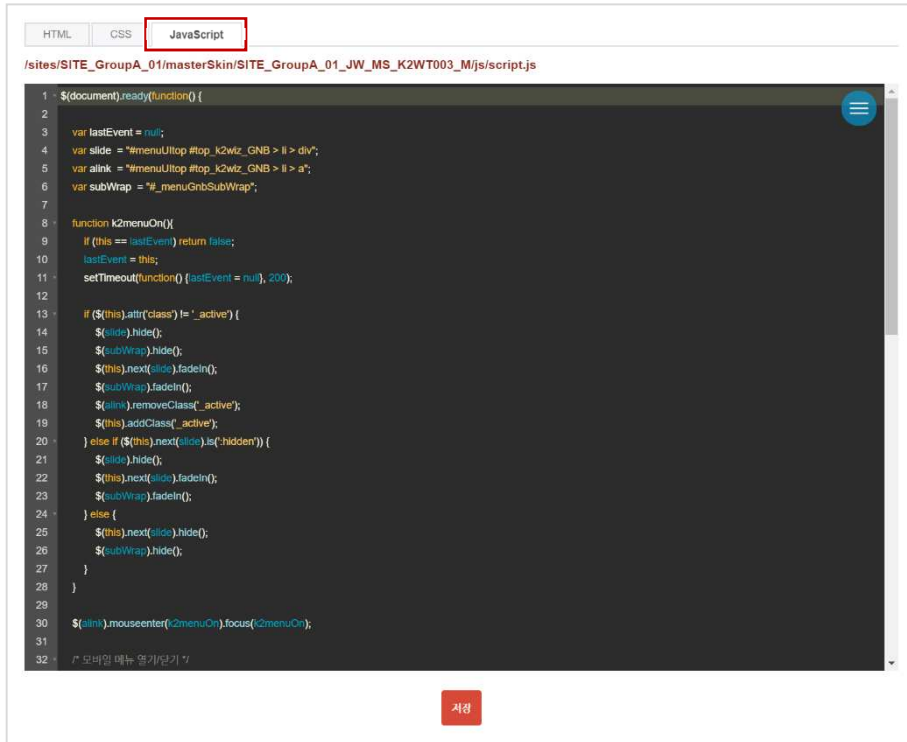 HTML CSS JavaScript
/sites/SITE_GroupA_01/masterSkin/SITE_GroupA_01_JW_MS_K2WT003_M/js/script.js
1 $(document).ready(function() {
2
3 var lastEvent = null;
4 var slide = "#menuUItop #top_k2wiz_GNB > li > div";
5 var alink = "#menuUItop #top_k2wiz_GNB > li > a";
6 var subWrap = "#_menuGnbSubWrap";
7
8 function k2menuOn(){
9 if (this == lastEvent) return false;
10 lastEvent = this;
11 setTimeout(function() {lastEvent = null}, 200);
12
13 if ($(this).attr('class') != '_active') {
14 $(slide).hide();
15 $(subWrap).hide();
16 $(this).next(slide).fadeIn();
17 $(subWrap).fadeIn();
18 $(alink).removeClass('_active');
19 $(this).addClass('_active');
20 } else if ($(this).next(slide).is(':hidden')) {
21 $(slide).hide();
22 $(this).next(slide).fadeIn();
23 $(subWrap).fadeIn();
24 } else {
25 $(this).next(slide).hide();
26 $(subWrap).hide();
27 }
28 }
29
30 $(alink).mouseenter(k2menuOn).focus(k2menuOn);
31
32 /* 모바일 메뉴 열기/닫기 */
저장